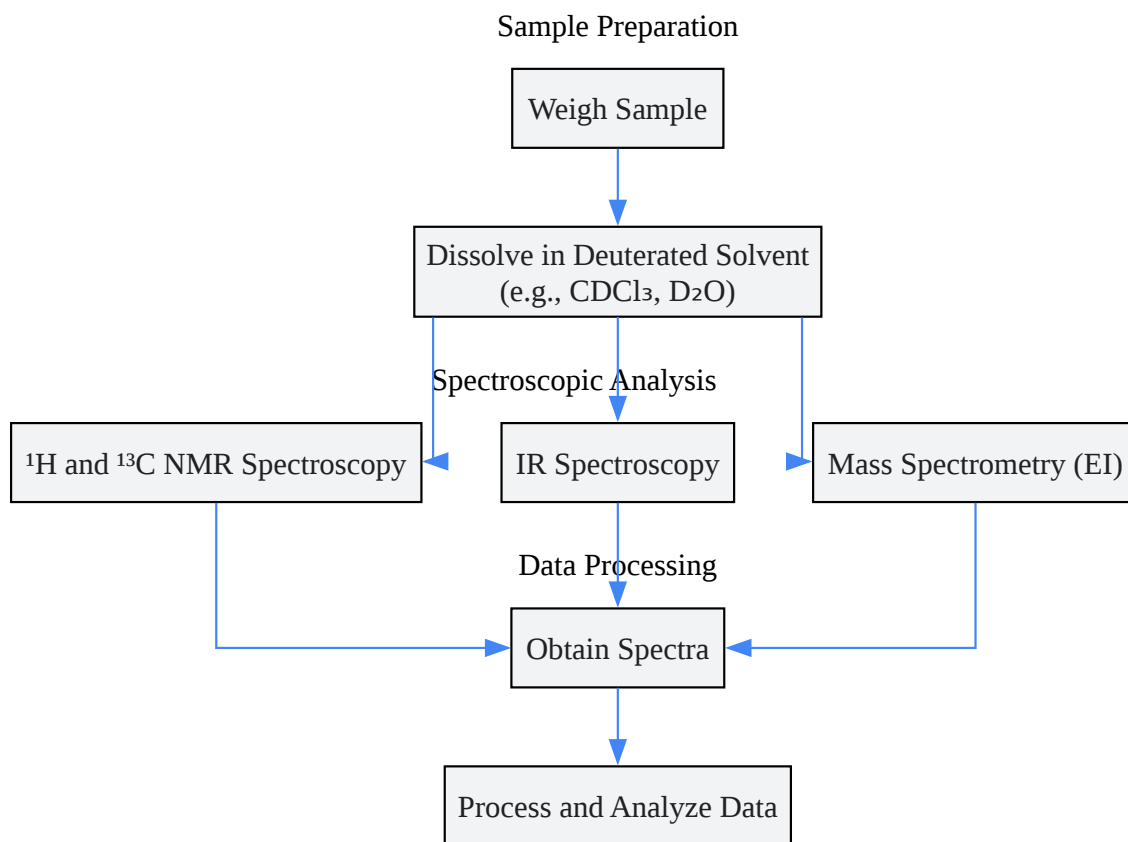 Sample Preparation
Weigh Sample
Dissolve in Deuterated Solvent
(e.g., CDCl₃, D₂O)
Spectroscopic Analysis
¹H and ¹³C NMR Spectroscopy
IR Spectroscopy
Mass Spectrometry (EI)
Data Processing
Obtain Spectra
Process and Analyze Data